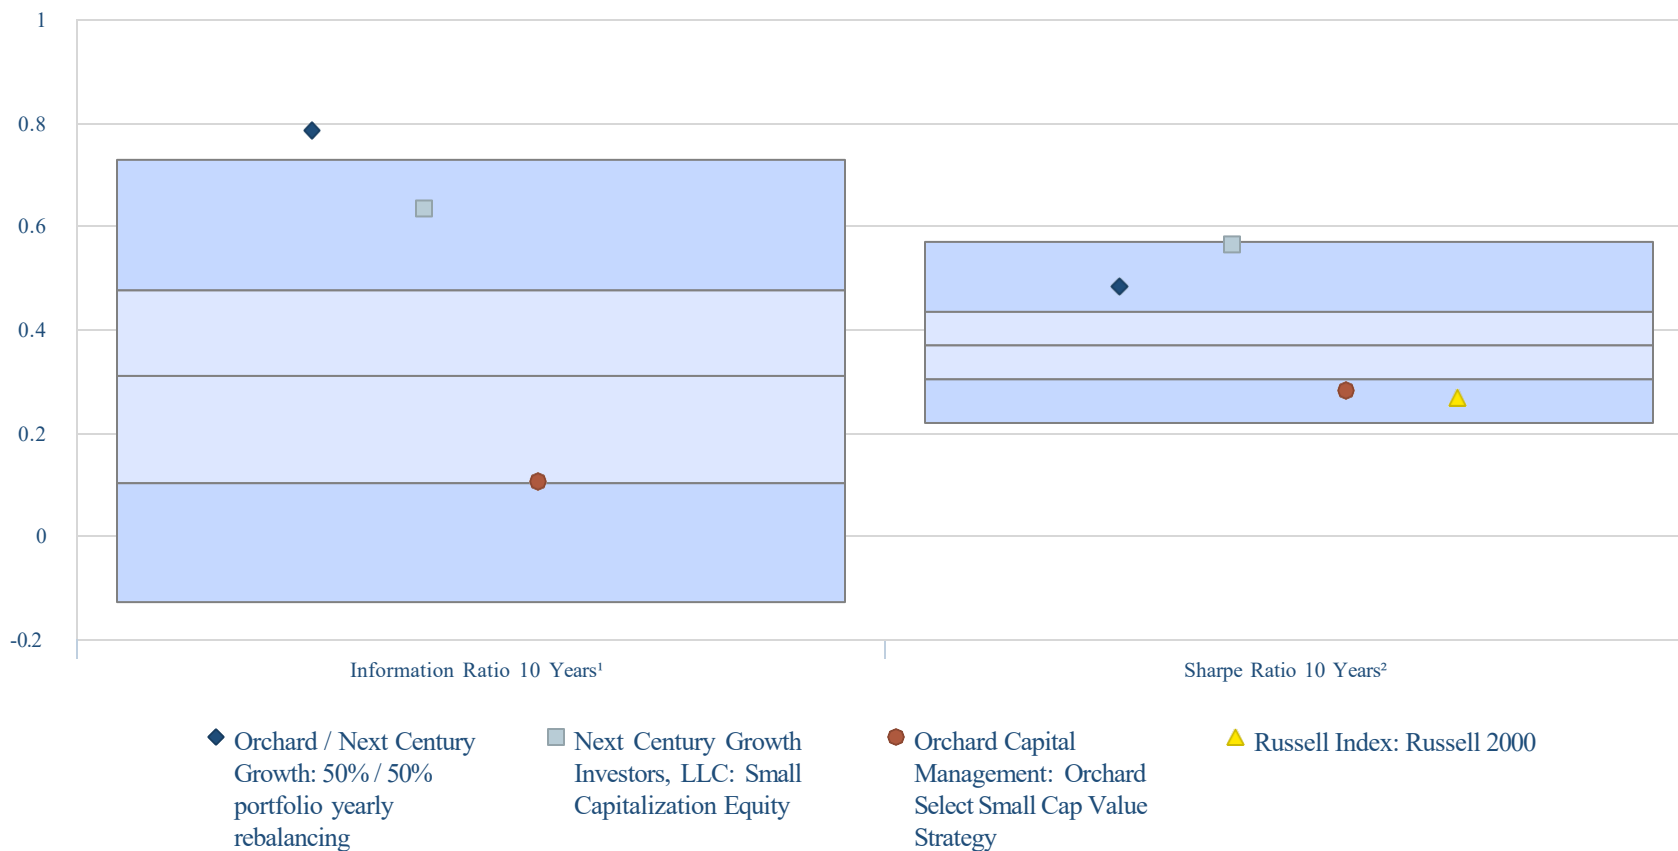 1
0.8
0.6
0.4
0.2
0
-0.2
Information Ratio 10 Years¹
Sharpe Ratio 10 Years²
Orchard / Next Century
Growth: 50% / 50%
portfolio yearly
rebalancing
Next Century Growth
Investors, LLC: Small
Capitalization Equity
Orchard Capital
Management: Orchard
Select Small Cap Value
Strategy
Russell Index: Russell 2000